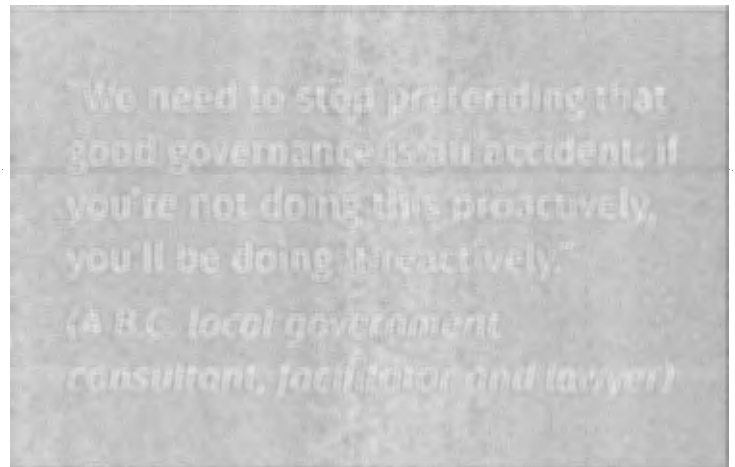 "We need to stop pretending that
good governance is an accident, if
you're not doing this proactively,
you'll be doing it reactively."
(A B.C. local government
consultant, facilitator and lawyer)